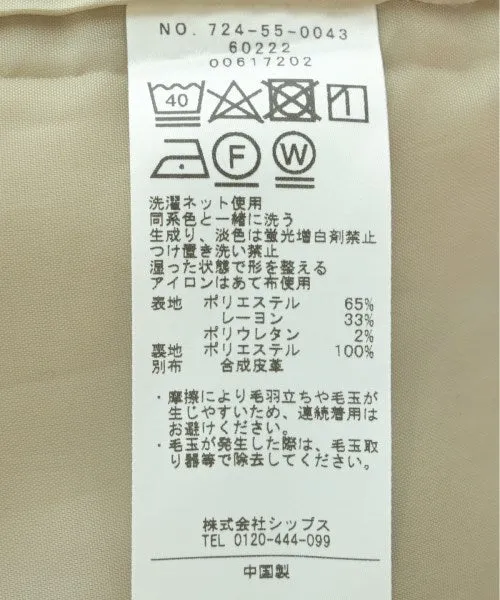 NO. 724-55-0043
60222
00617202
40
F W
洗濯ネット使用
同系色と一緒に洗う
生成り、淡色は蛍光増白剤禁止
つけ置き洗い禁止
湿った状態で形を整える
アイロンはあて布使用
表地 ポリエステル 65%
レーヨン 33%
ポリウレタン 2%
裏地 ポリエステル 100%
別布 合成皮革
・摩擦により毛羽立ちや毛玉が
生じやすいため、連続着用は
お避けください。
・毛玉が発生した際は、毛玉取
り器等で除去してください。
株式会社シップス
TEL 0120-444-099
中国製